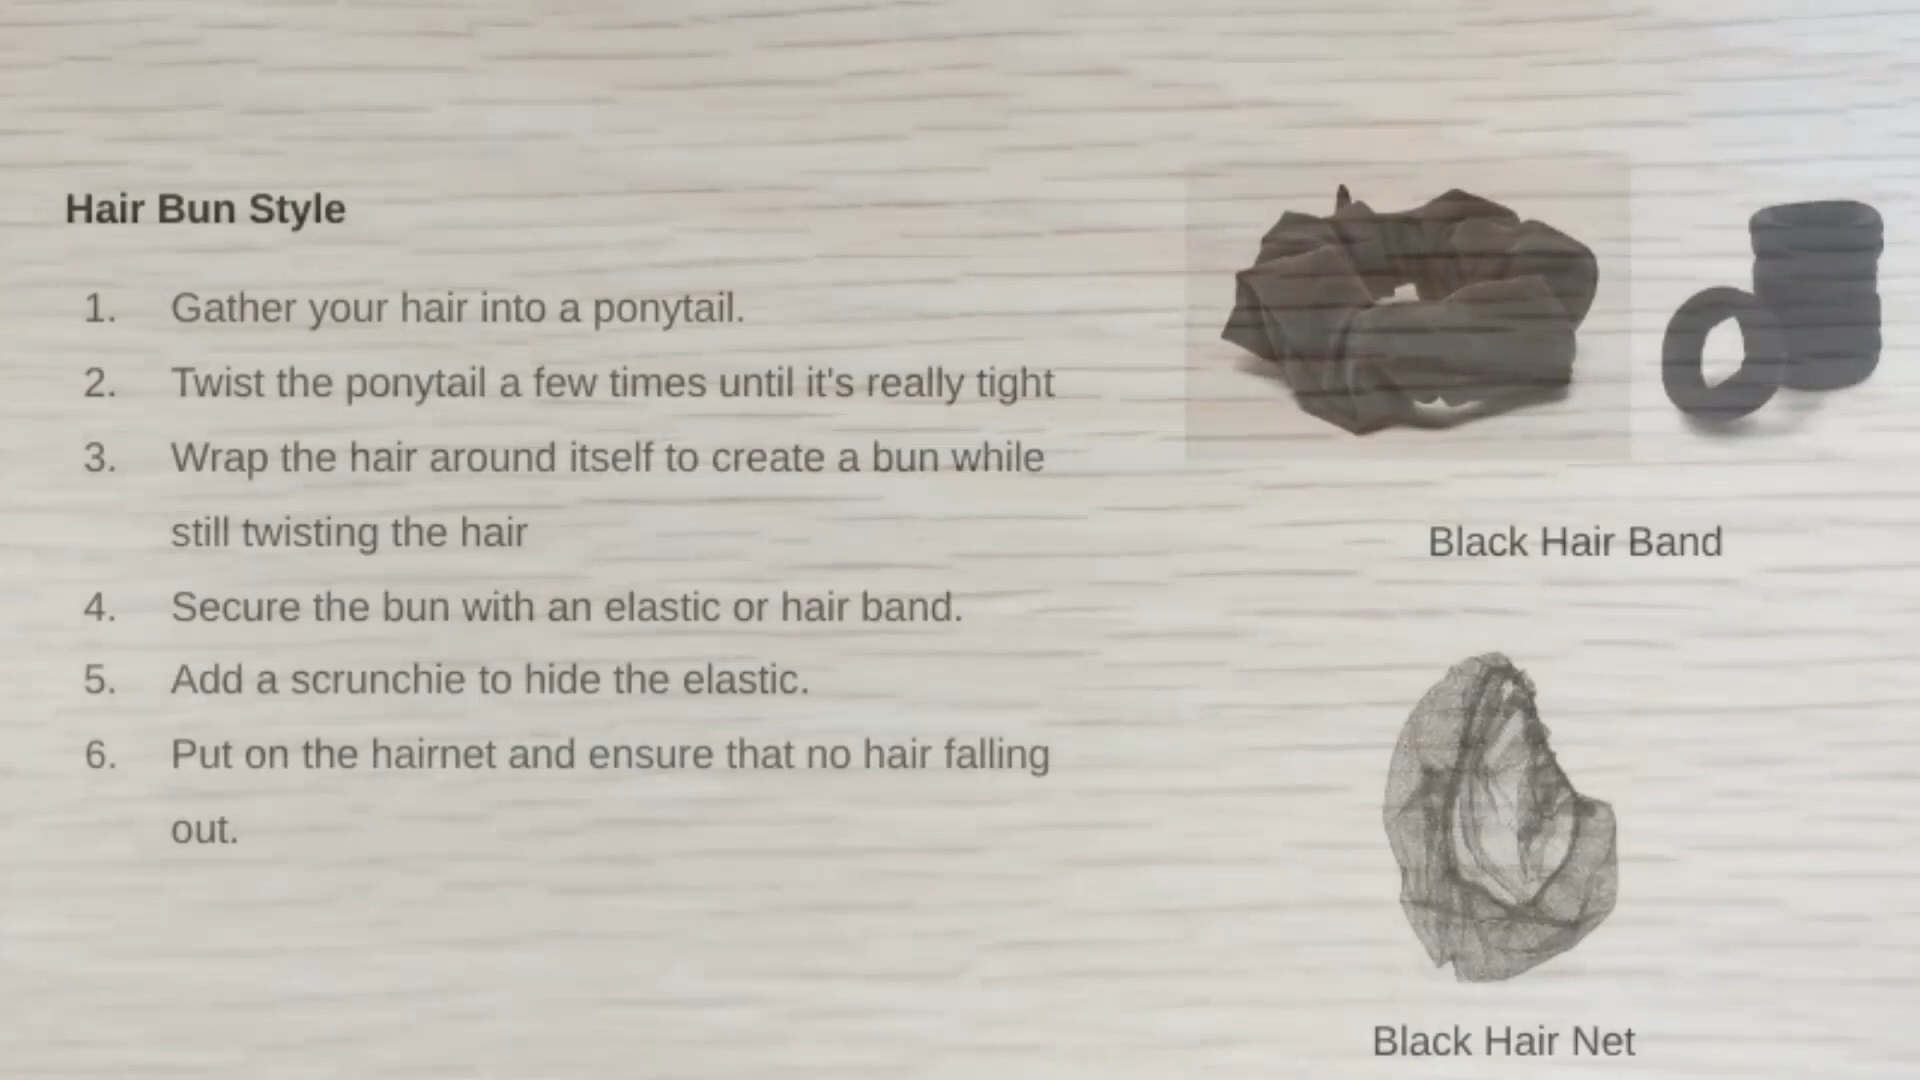 Hair Bun Style
1. Gather your hair into a ponytail.
2. Twist the ponytail a few times until it's really tight
3. Wrap the hair around itself to create a bun while
still twisting the hair
4. Secure the bun with an elastic or hair band.
5. Add a scrunchie to hide the elastic.
6. Put on the hairnet and ensure that no hair falling
out.
Black Hair Band
Black Hair Net